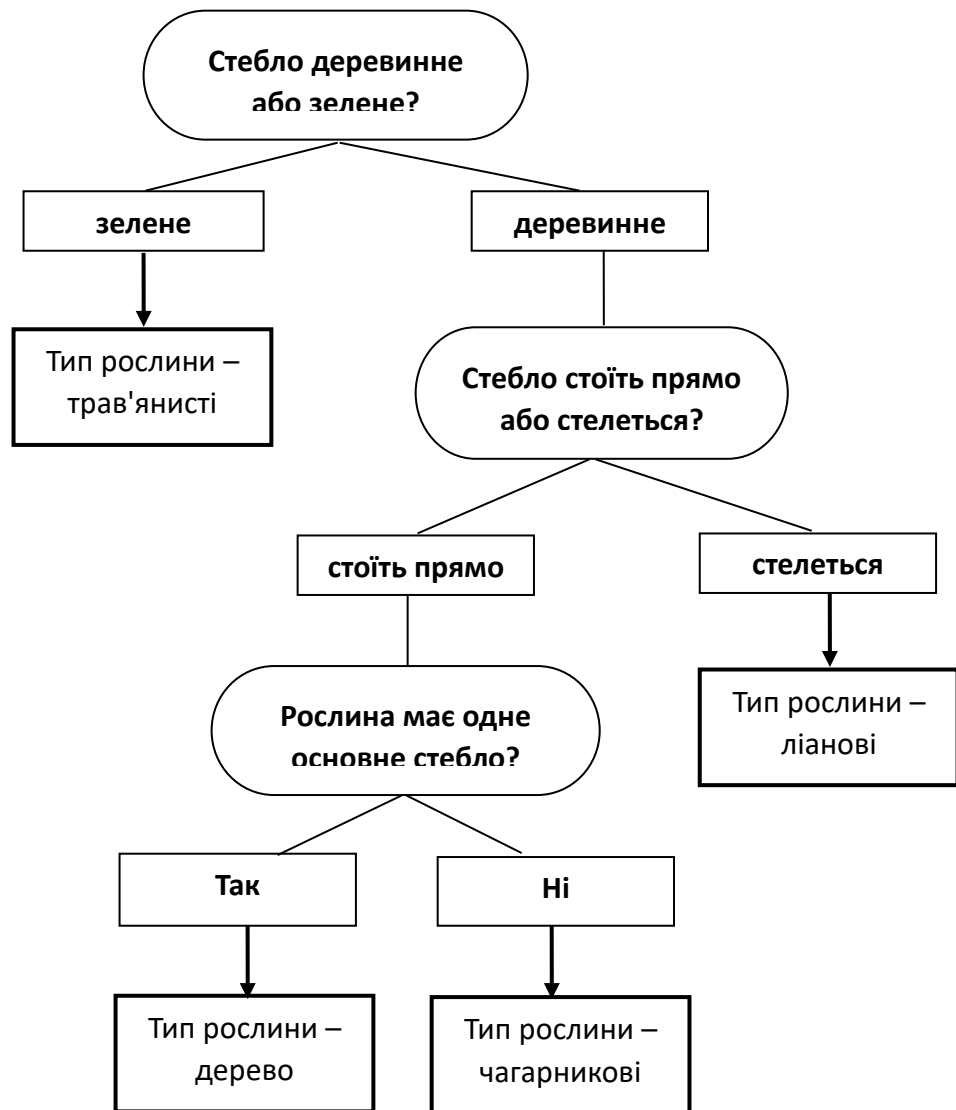 Стебло деревинне
або зелене?
зелене
деревинне
Тип рослини –
трав'янисті
Стебло стоїть прямо
або стелеться?
стоїть прямо
стелеться
Рослина має одне
основне стебло?
Тип рослини –
ліанові
Так
Ні
Тип рослини –
дерево
Тип рослини –
чагарникові